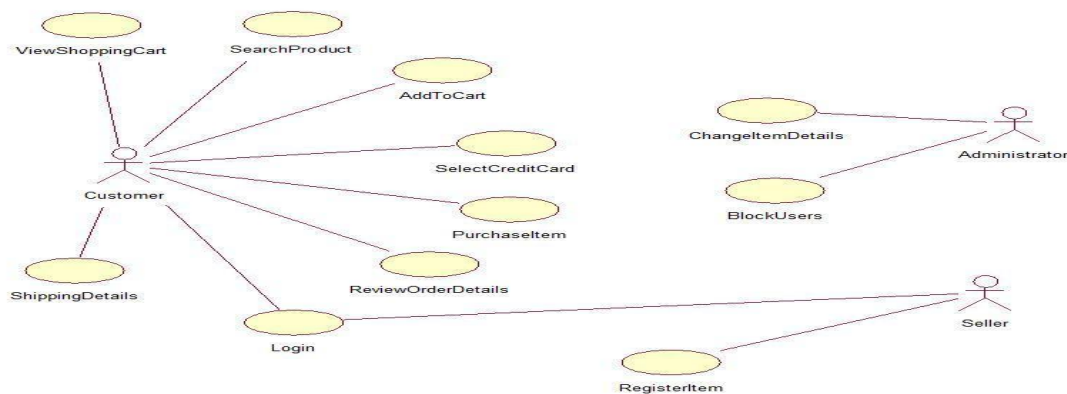 ViewShoppingCart
SearchProduct
AddToCart
ChangeItemDetails
Administrator
SelectCreditCard
Customer
BlockUsers
PurchaseItem
ShippingDetails
ReviewOrderDetails
Seller
Login
RegisterItem